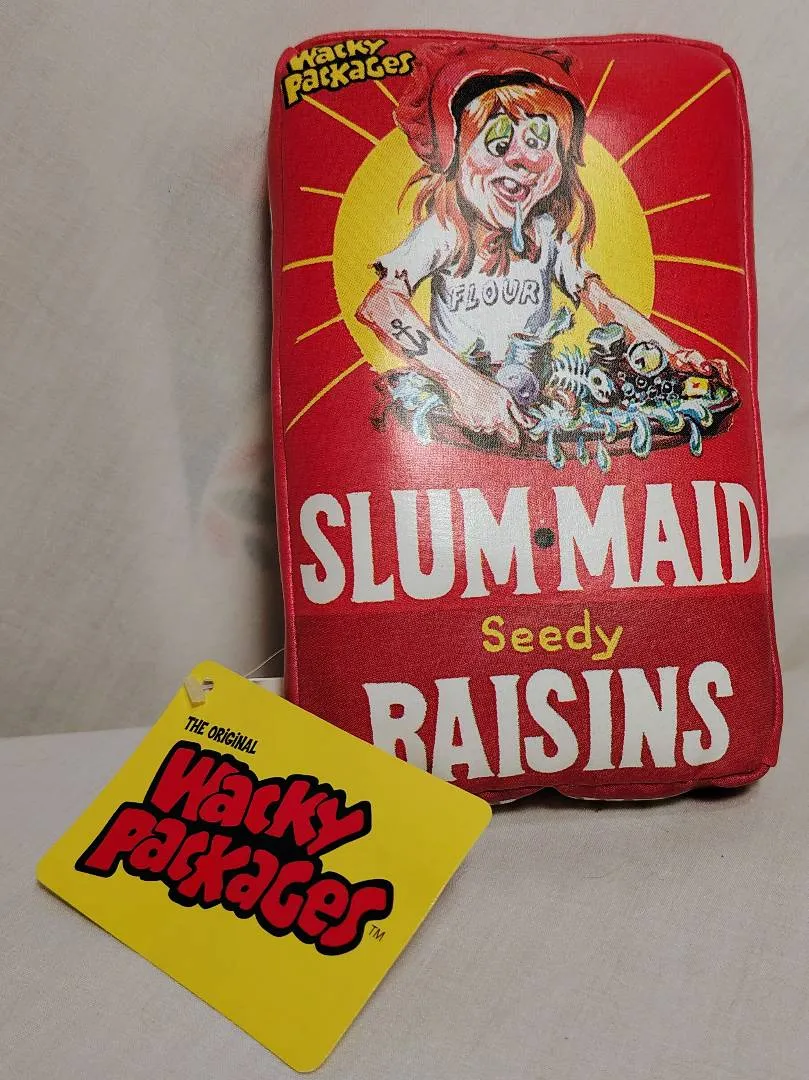 Wacky
Packages
FLOUR
SLUM•MAID
Seedy
RAISINS
THE ORIGINAL
Wacky
Packages
TM